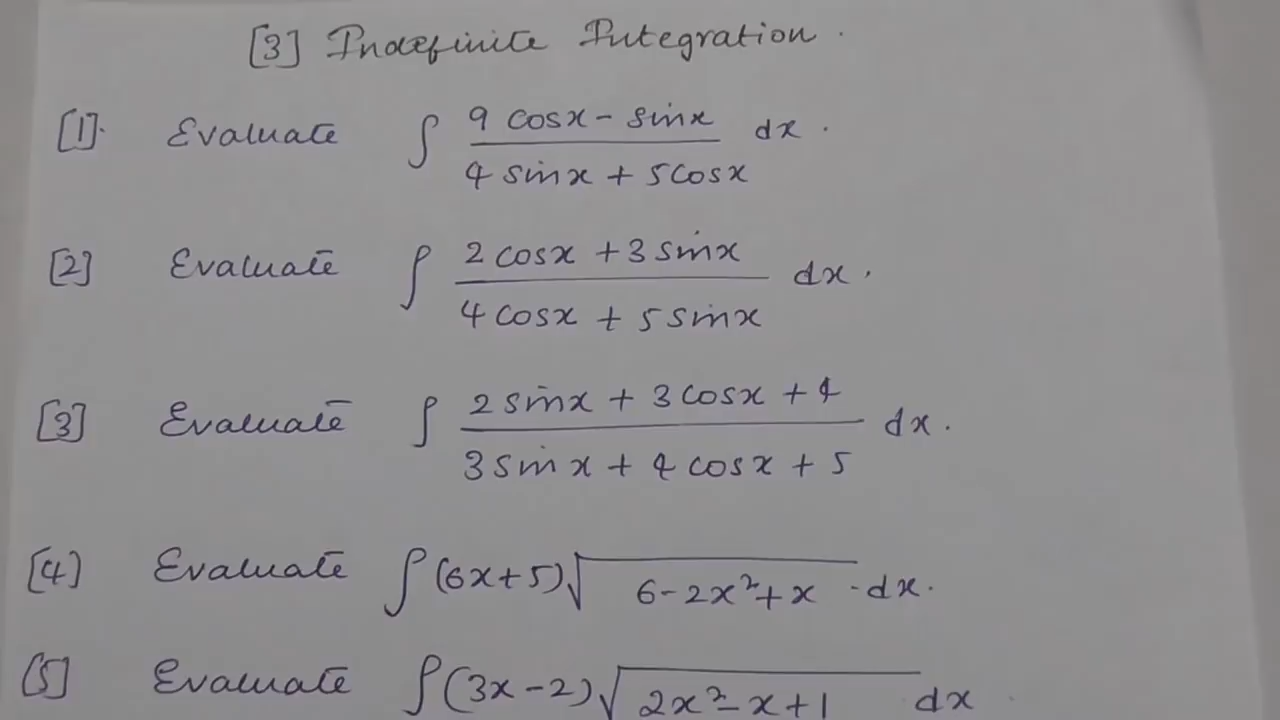 [3] Indefinite Integration .
[1]. Evaluate ∫ (9 cosx - sinx)/(4 sinx + 5cosx) dx .
[2] Evaluate ∫ (2 cosx + 3 sinx)/(4 cosx + 5 sinx) dx .
[3] Evaluate ∫ (2 sinx + 3 cosx + 4)/(3 sinx + 4 cosx + 5) dx .
[4] Evaluate ∫ (6x+5)√(6-2x²+x) dx .
[5] Evaluate ∫ (3x-2)√(2x²-x+1) dx